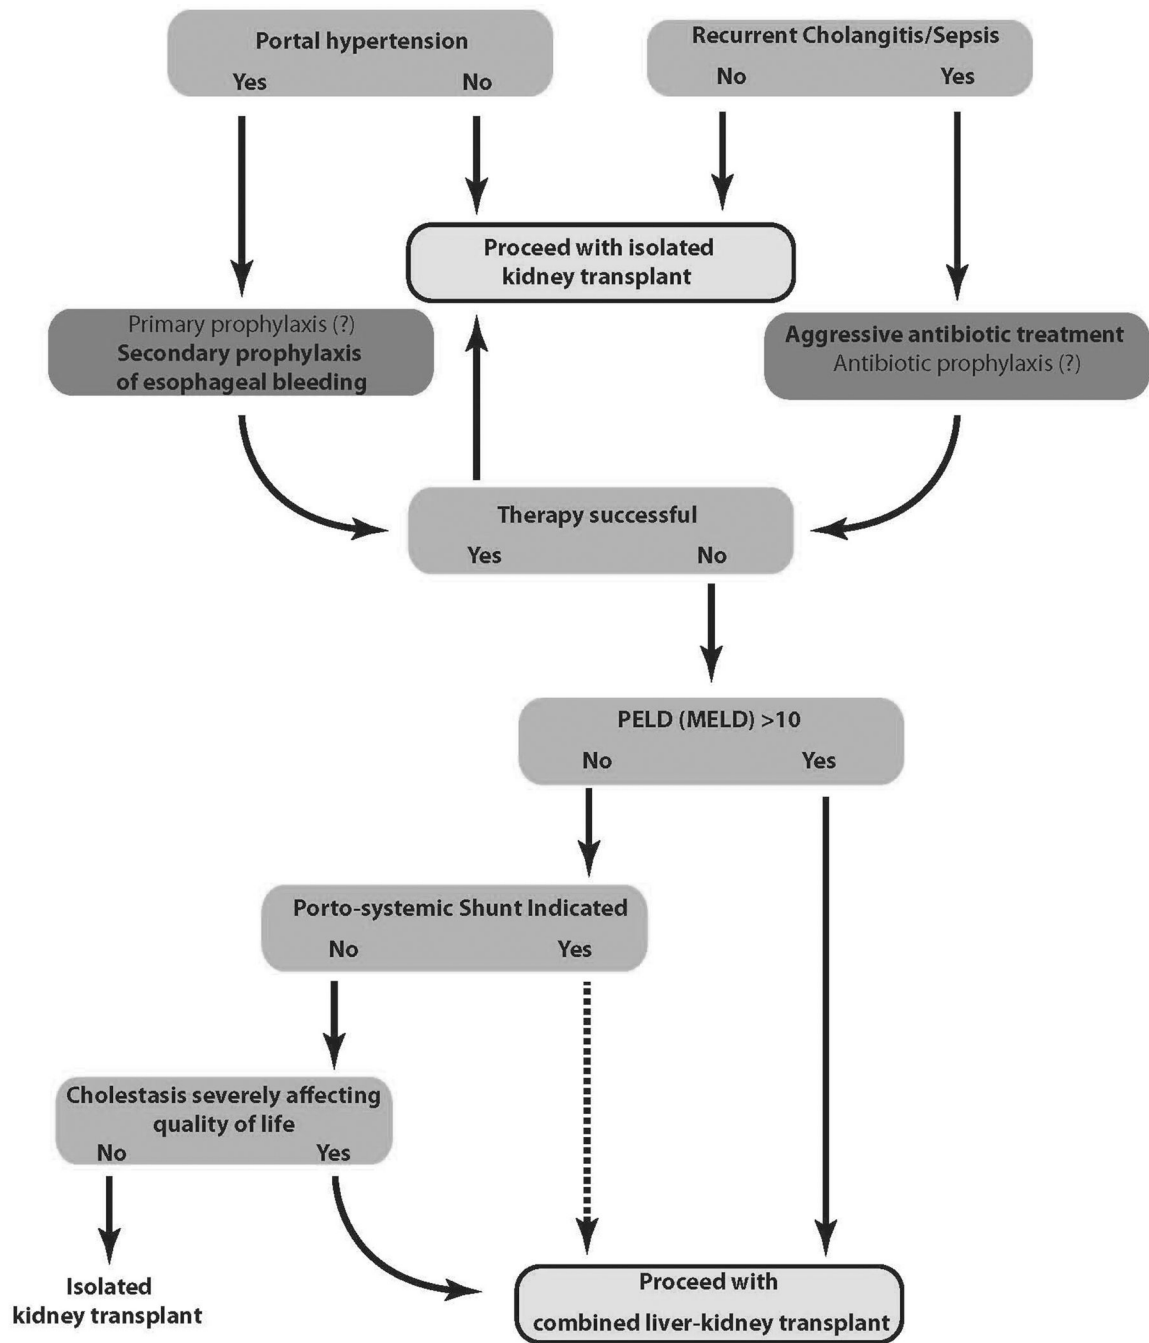 Portal hypertension
Yes No
Recurrent Cholangitis/Sepsis
No Yes
Proceed with isolated
kidney transplant
Primary prophylaxis (?)
Secondary prophylaxis
of esophageal bleeding
Aggressive antibiotic treatment
Antibiotic prophylaxis (?)
Therapy successful
Yes No
PELD (MELD) >10
No Yes
Porto-systemic Shunt Indicated
No Yes
Cholestasis severely affecting
quality of life
No Yes
Isolated
kidney transplant
Proceed with
combined liver-kidney transplant